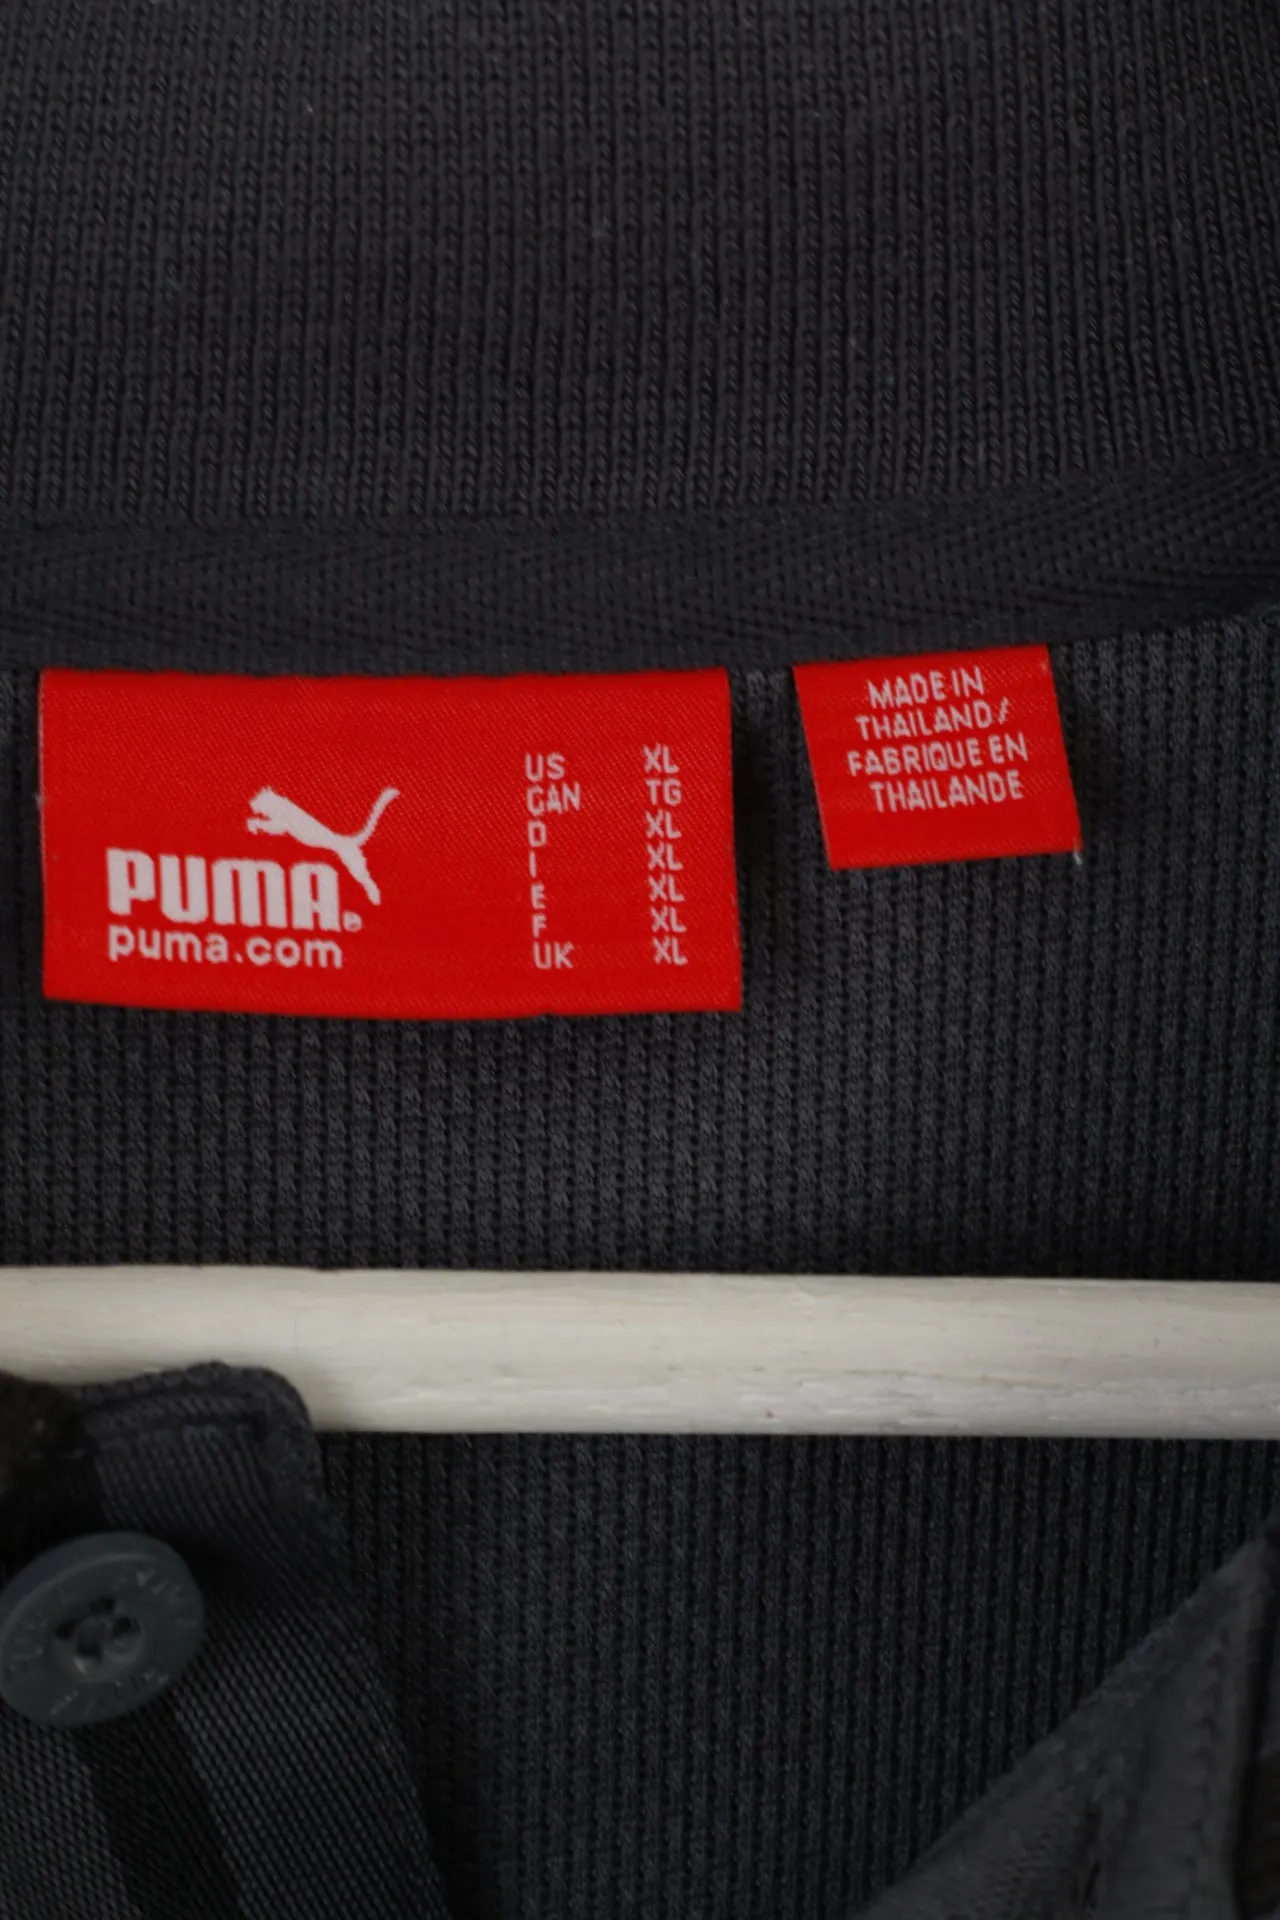 PUMA
puma.com
US XL
CAN TG
D XL
I XL
E XL
F XL
UK XL
MADE IN
THAILAND/
FABRIQUE EN
THAILANDE